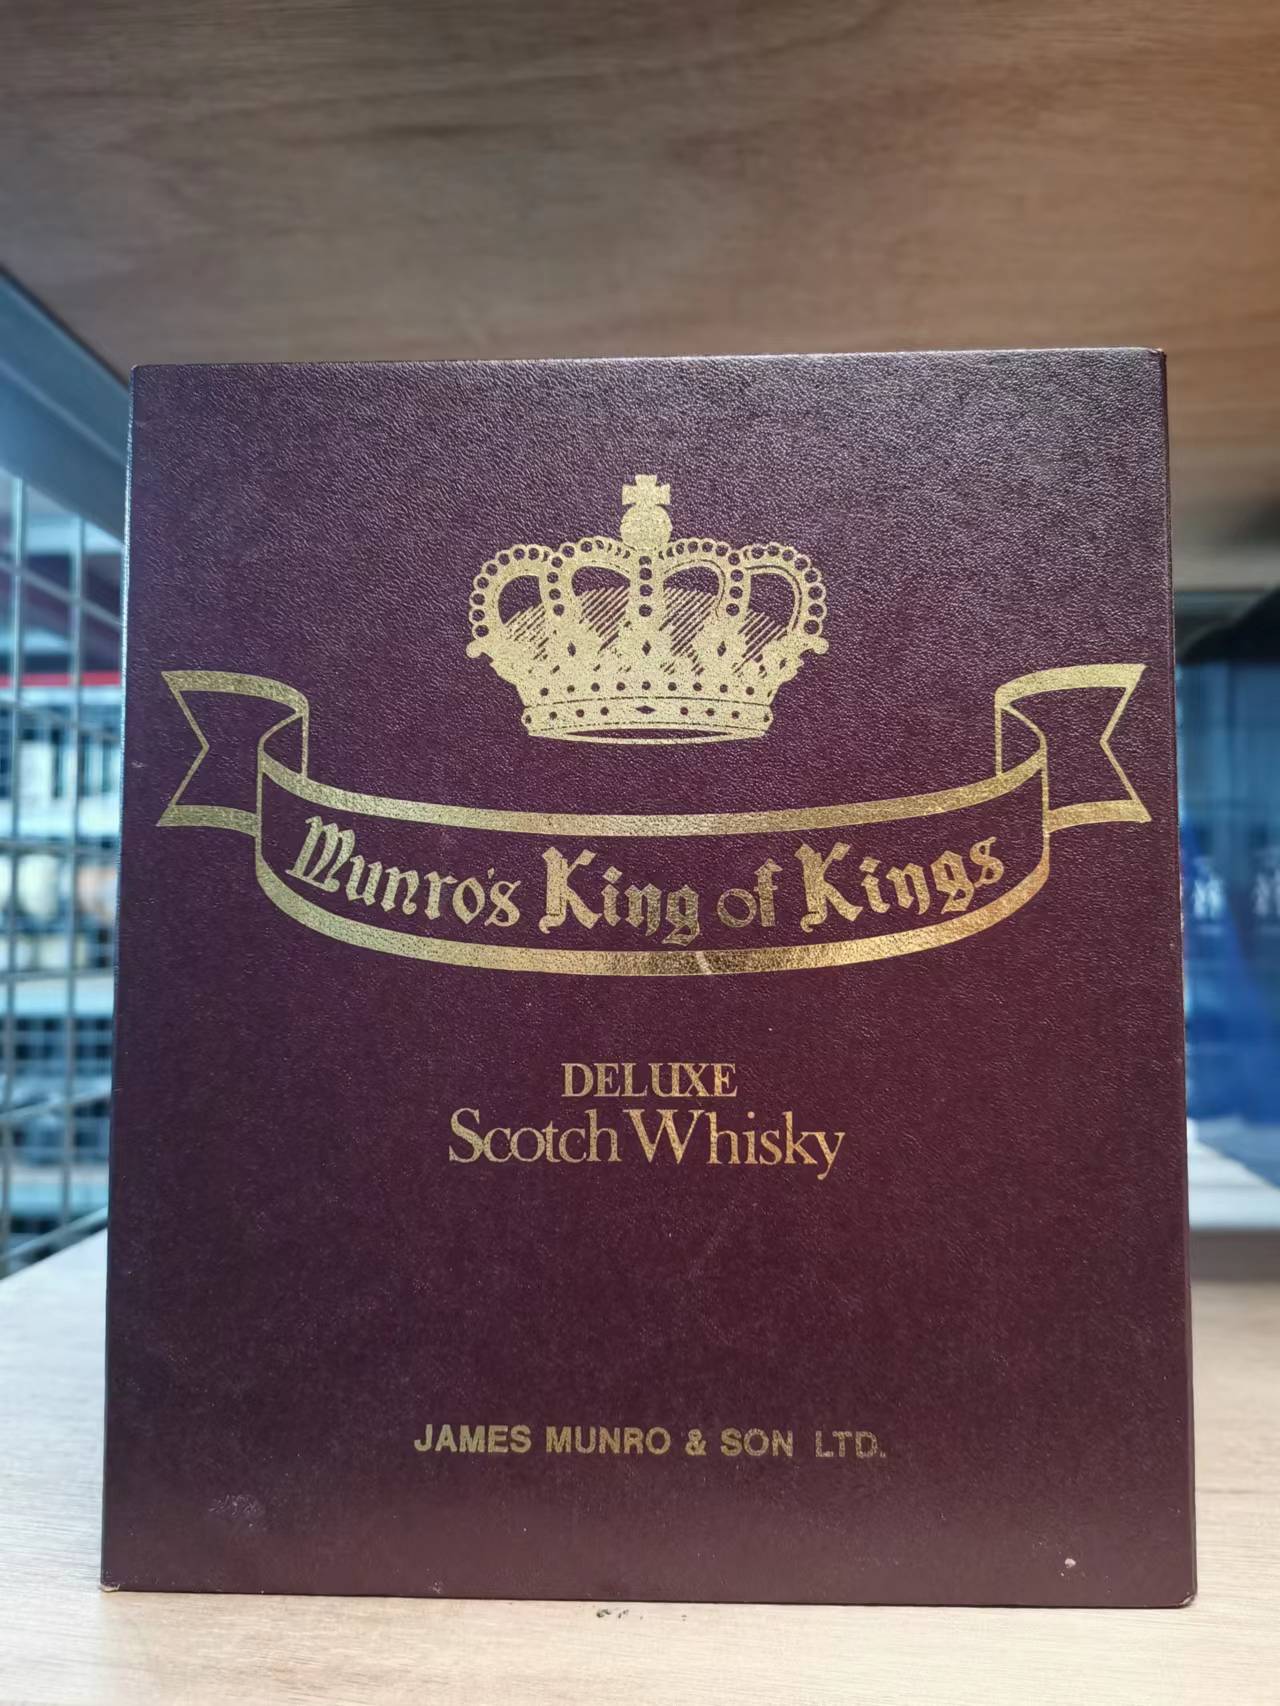 Munro's King of Kings
DELUXE
Scotch Whisky
JAMES MUNRO & SON LTD.